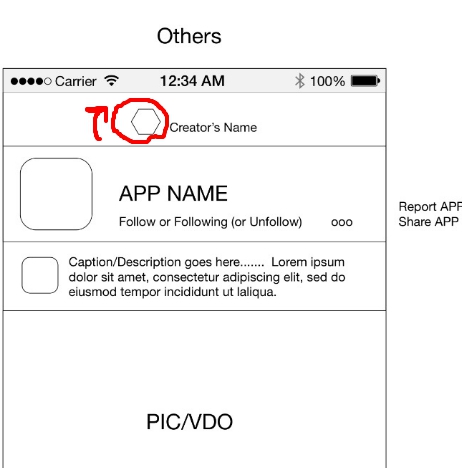 Others
Carrier 12:34 AM 100%
Creator's Name
APP NAME
Follow or Following (or Unfollow) ooo
Report APP
Share APP
Caption/Description goes here....... Lorem ipsum
dolor sit amet, consectetur adipiscing elit, sed do
eiusmod tempor incididunt ut laliqua.
PIC/VDO